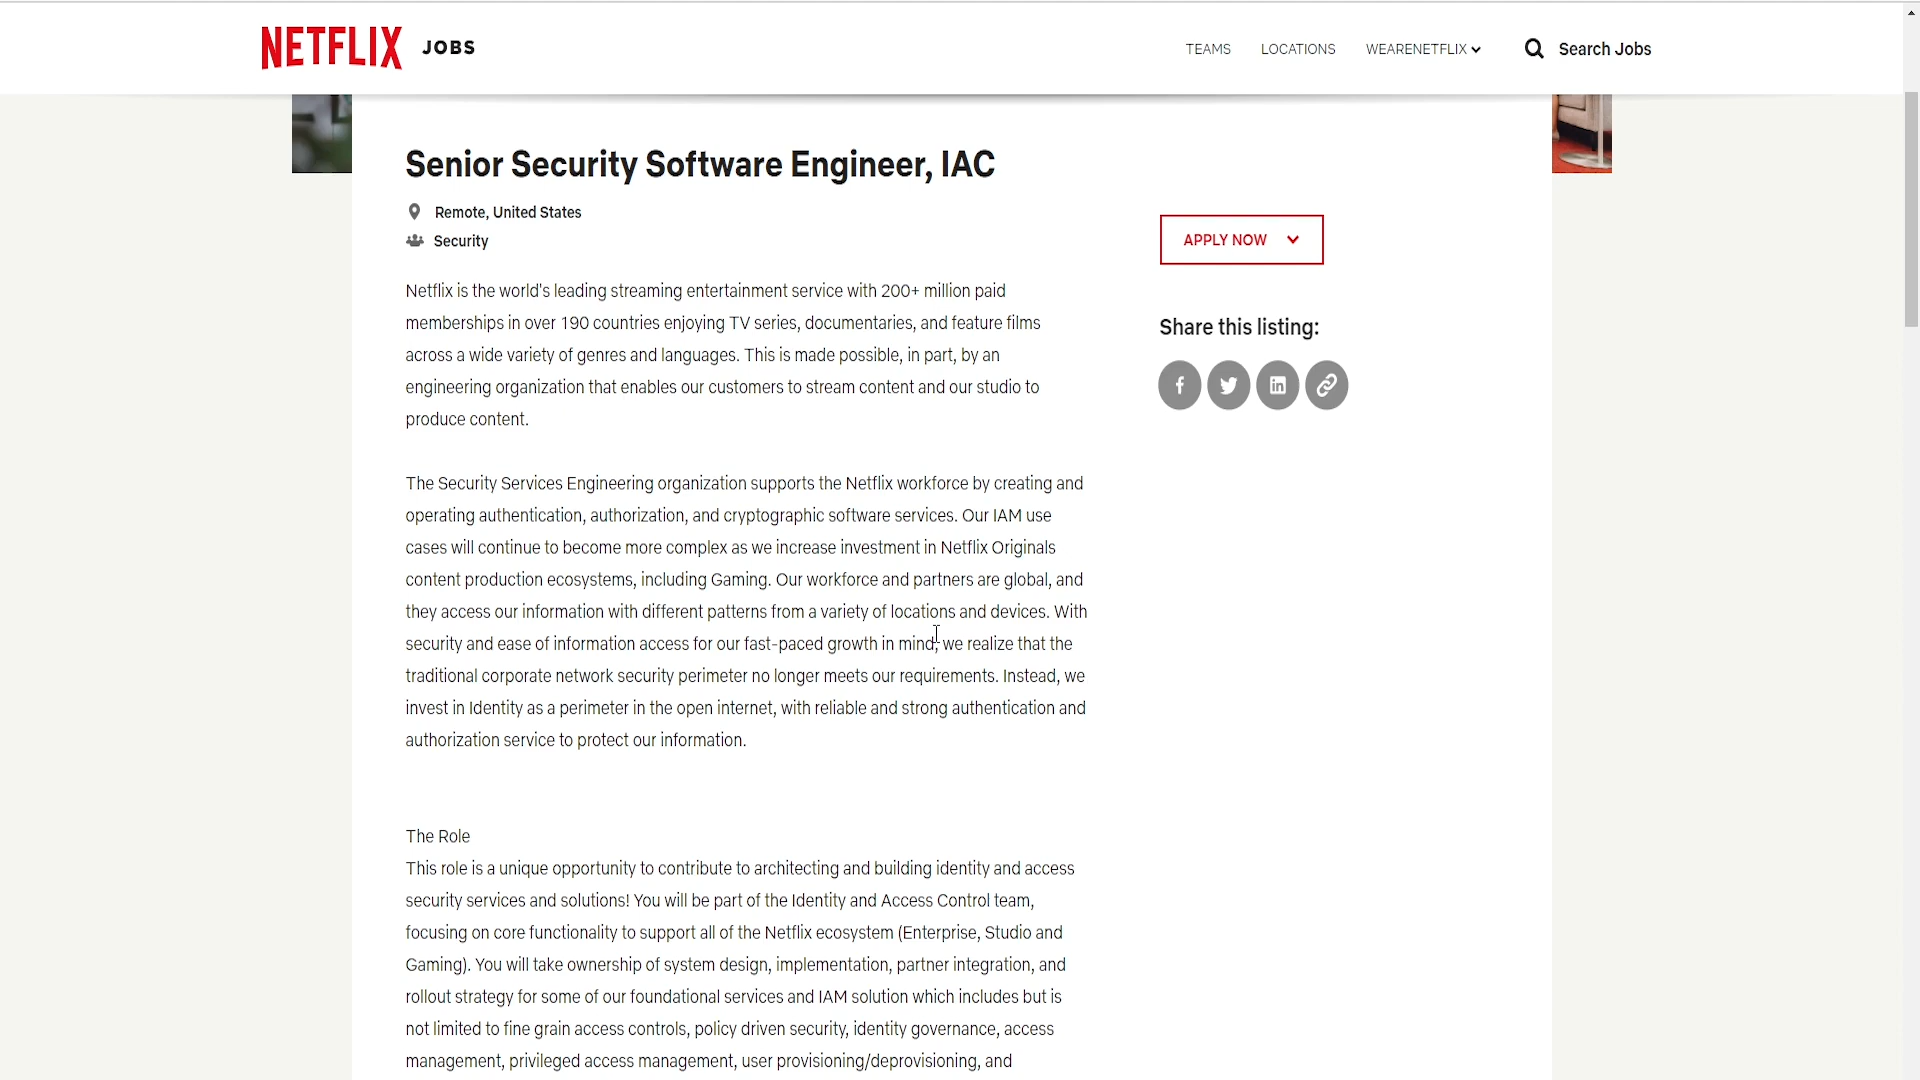 NETFLIX JOBS
TEAMS LOCATIONS WEARENETFLIX Search Jobs
Senior Security Software Engineer, IAC
Remote, United States
Security
APPLY NOW
Netflix is the world's leading streaming entertainment service with 200+ million paid
memberships in over 190 countries enjoying TV series, documentaries, and feature films
across a wide variety of genres and languages. This is made possible, in part, by an
engineering organization that enables our customers to stream content and our studio to
produce content.
Share this listing:
The Security Services Engineering organization supports the Netflix workforce by creating and
operating authentication, authorization, and cryptographic software services. Our IAM use
cases will continue to become more complex as we increase investment in Netflix Originals
content production ecosystems, including Gaming. Our workforce and partners are global, and
they access our information with different patterns from a variety of locations and devices. With
security and ease of information access for our fast-paced growth in mind, we realize that the
traditional corporate network security perimeter no longer meets our requirements. Instead, we
invest in Identity as a perimeter in the open internet, with reliable and strong authentication and
authorization service to protect our information.
The Role
This role is a unique opportunity to contribute to architecting and building identity and access
security services and solutions! You will be part of the Identity and Access Control team,
focusing on core functionality to support all of the Netflix ecosystem (Enterprise, Studio and
Gaming). You will take ownership of system design, implementation, partner integration, and
rollout strategy for some of our foundational services and IAM solution which includes but is
not limited to fine grain access controls, policy driven security, identity governance, access
management, privileged access management, user provisioning/deprovisioning, and